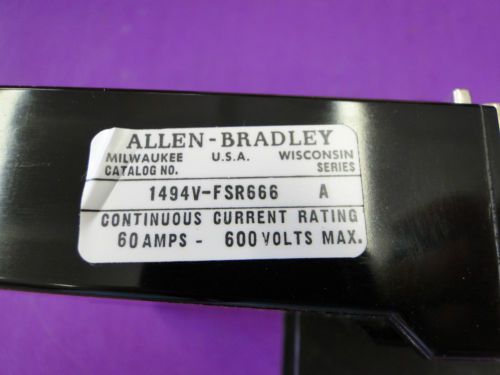 ALLEN-BRADLEY
MILWAUKEE U.S.A. WISCONSIN
CATALOG NO. SERIES
1494V-FSR666 A
CONTINUOUS CURRENT RATING
60 AMPS - 600 VOLTS MAX.